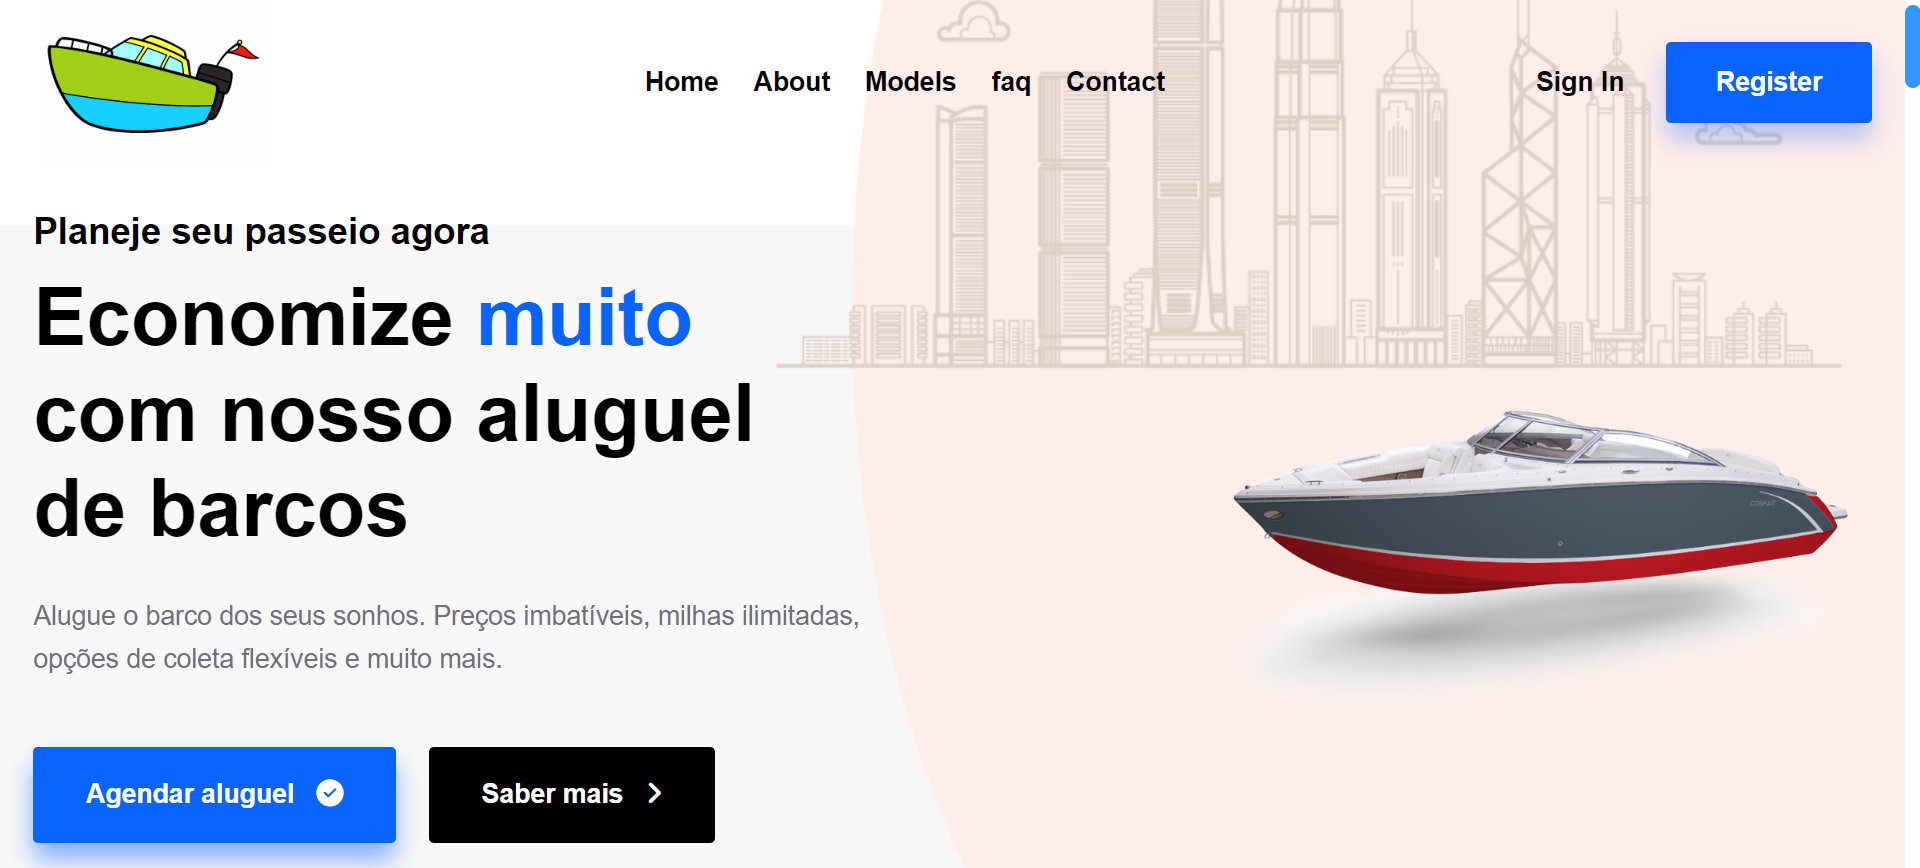 Home About Models faq Contact Sign In Register
Planeje seu passeio agora
Economize muito
com nosso aluguel
de barcos
Alugue o barco dos seus sonhos. Preços imbatíveis, milhas ilimitadas,
opções de coleta flexíveis e muito mais.
Agendar aluguel Saber mais